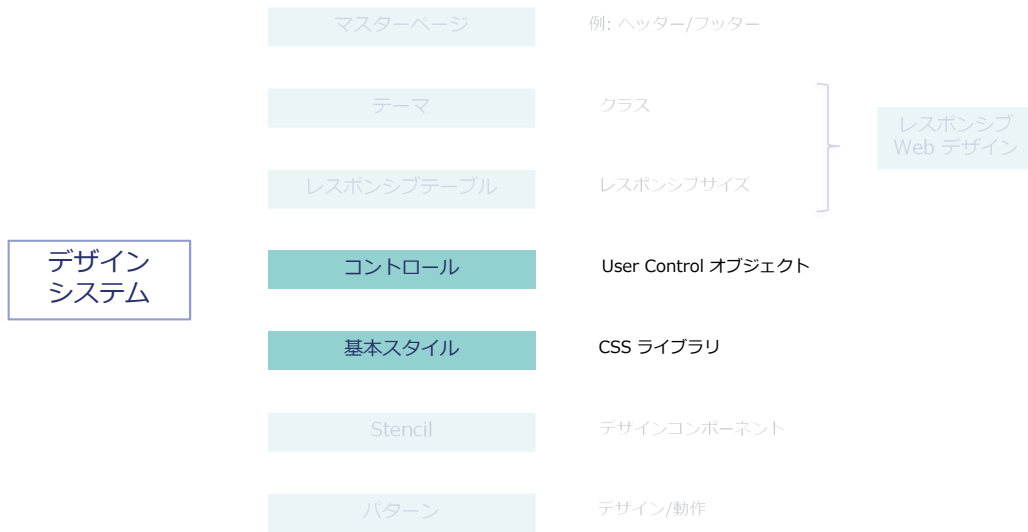 マスターページ
例: ヘッダー/フッター
テーマ
クラス
レスポンシブ
Web デザイン
レスポンシブテーブル
レスポンシブサイズ
デザイン
システム
コントロール
User Control オブジェクト
基本スタイル
CSS ライブラリ
Stencil
デザインコンポーネント
パターン
デザイン/動作